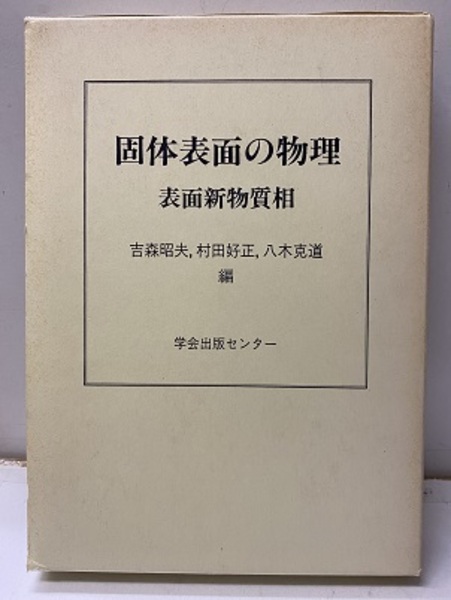 固体表面の物理
表面新物質相
吉森昭夫, 村田好正, 八木克道
編
学会出版センター